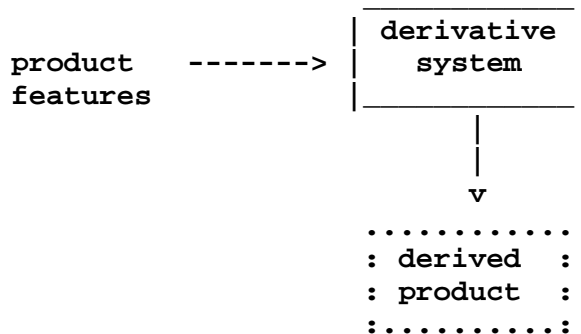 derivative
product -------> system
features
v
derived
product